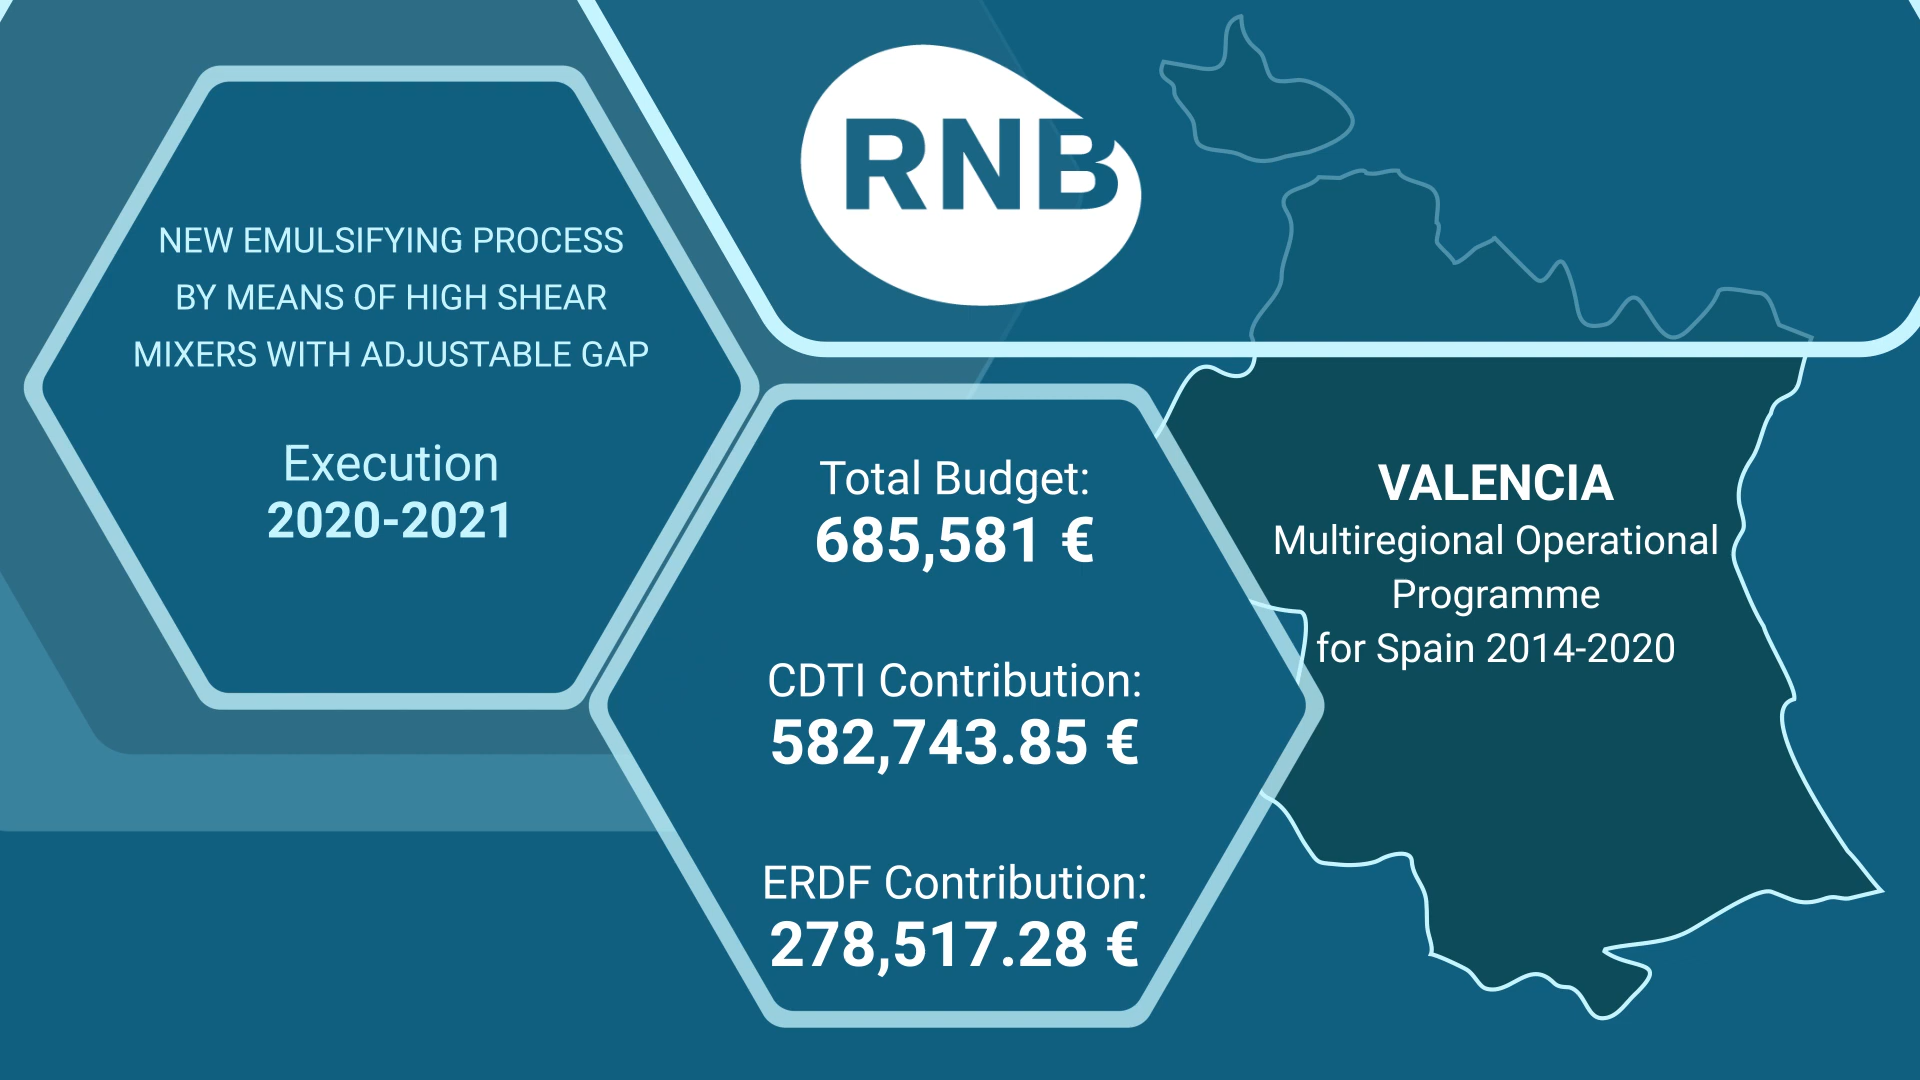 RNB
NEW EMULSIFYING PROCESS
BY MEANS OF HIGH SHEAR
MIXERS WITH ADJUSTABLE GAP
Execution
2020-2021
Total Budget:
685,581 €
CDTI Contribution:
582,743.85 €
ERDF Contribution:
278,517.28 €
VALENCIA
Multiregional Operational
Programme
for Spain 2014-2020